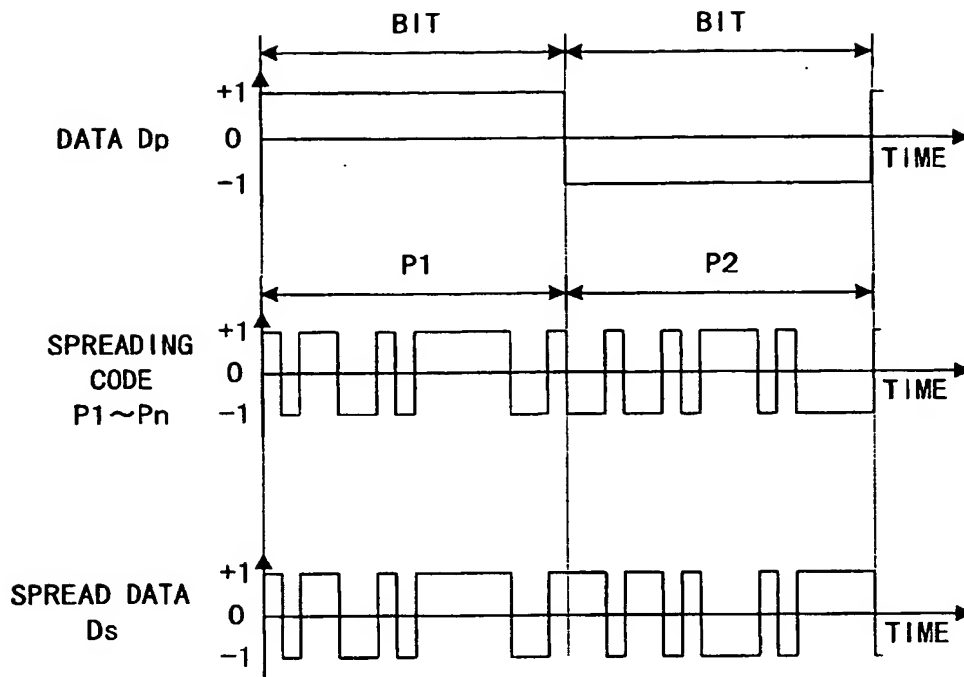 BIT BIT
+1
DATA Dp 0
TIME
-1
P1 P2
+1
SPREADING
CODE
P1~Pn
0
TIME
-1
+1
SPREAD DATA
Ds
0
TIME
-1